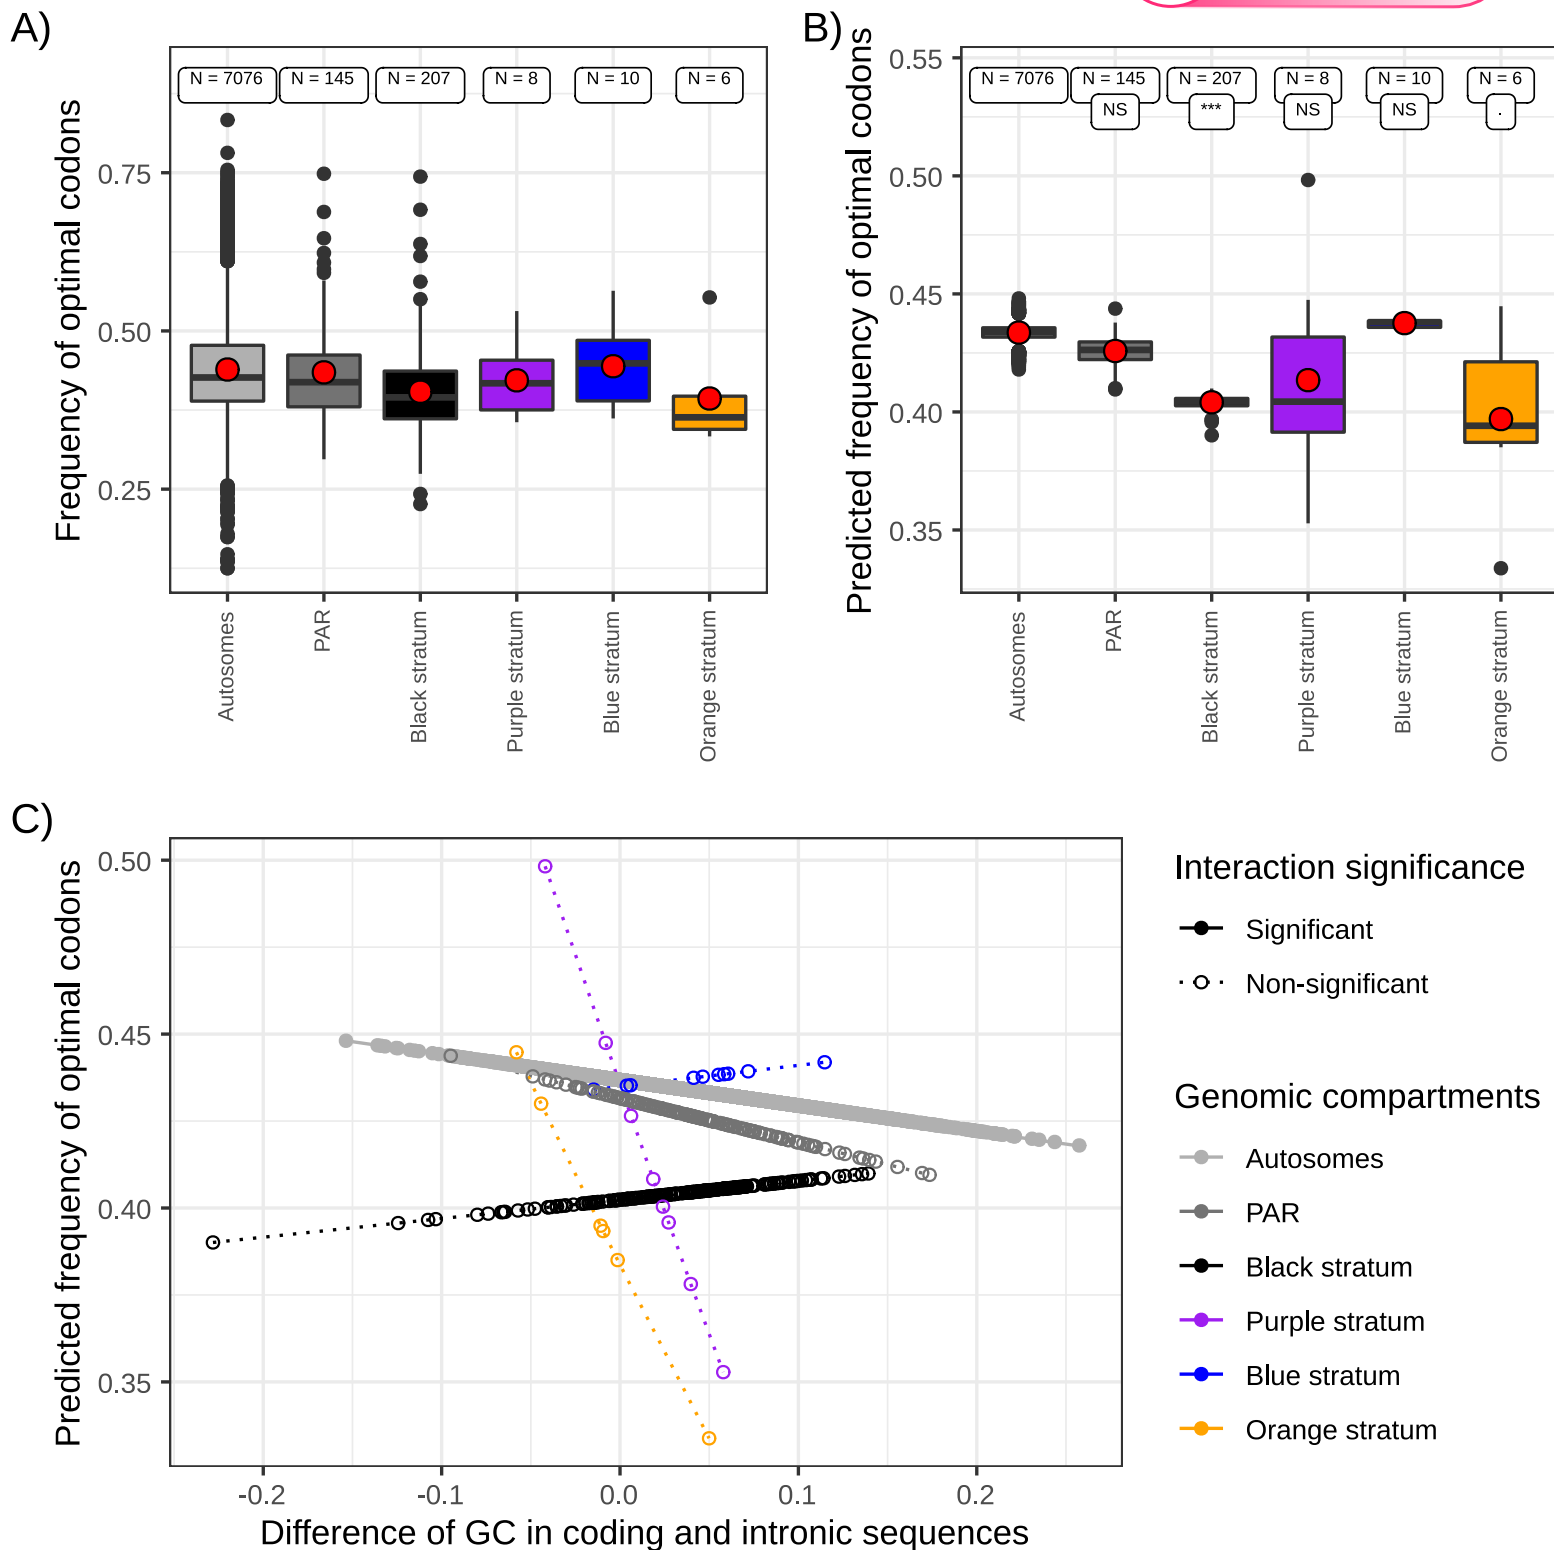 A)
N = 7076
N = 145
N = 207
N = 8
N = 10
N = 6
Frequency of optimal codons
0.75
0.50
0.25
Autosomes
PAR
Black stratum
Purple stratum
Blue stratum
Orange stratum
B)
N = 7076
N = 145
N = 207
N = 8
N = 10
N = 6
NS
***
NS
NS
.
Predicted frequency of optimal codons
0.55
0.50
0.45
0.40
0.35
Autosomes
PAR
Black stratum
Purple stratum
Blue stratum
Orange stratum
C)
Predicted frequency of optimal codons
0.50
0.45
0.40
0.35
-0.2
-0.1
0.0
0.1
0.2
Difference of GC in coding and intronic sequences
Interaction significance
Significant
Non-significant
Genomic compartments
Autosomes
PAR
Black stratum
Purple stratum
Blue stratum
Orange stratum